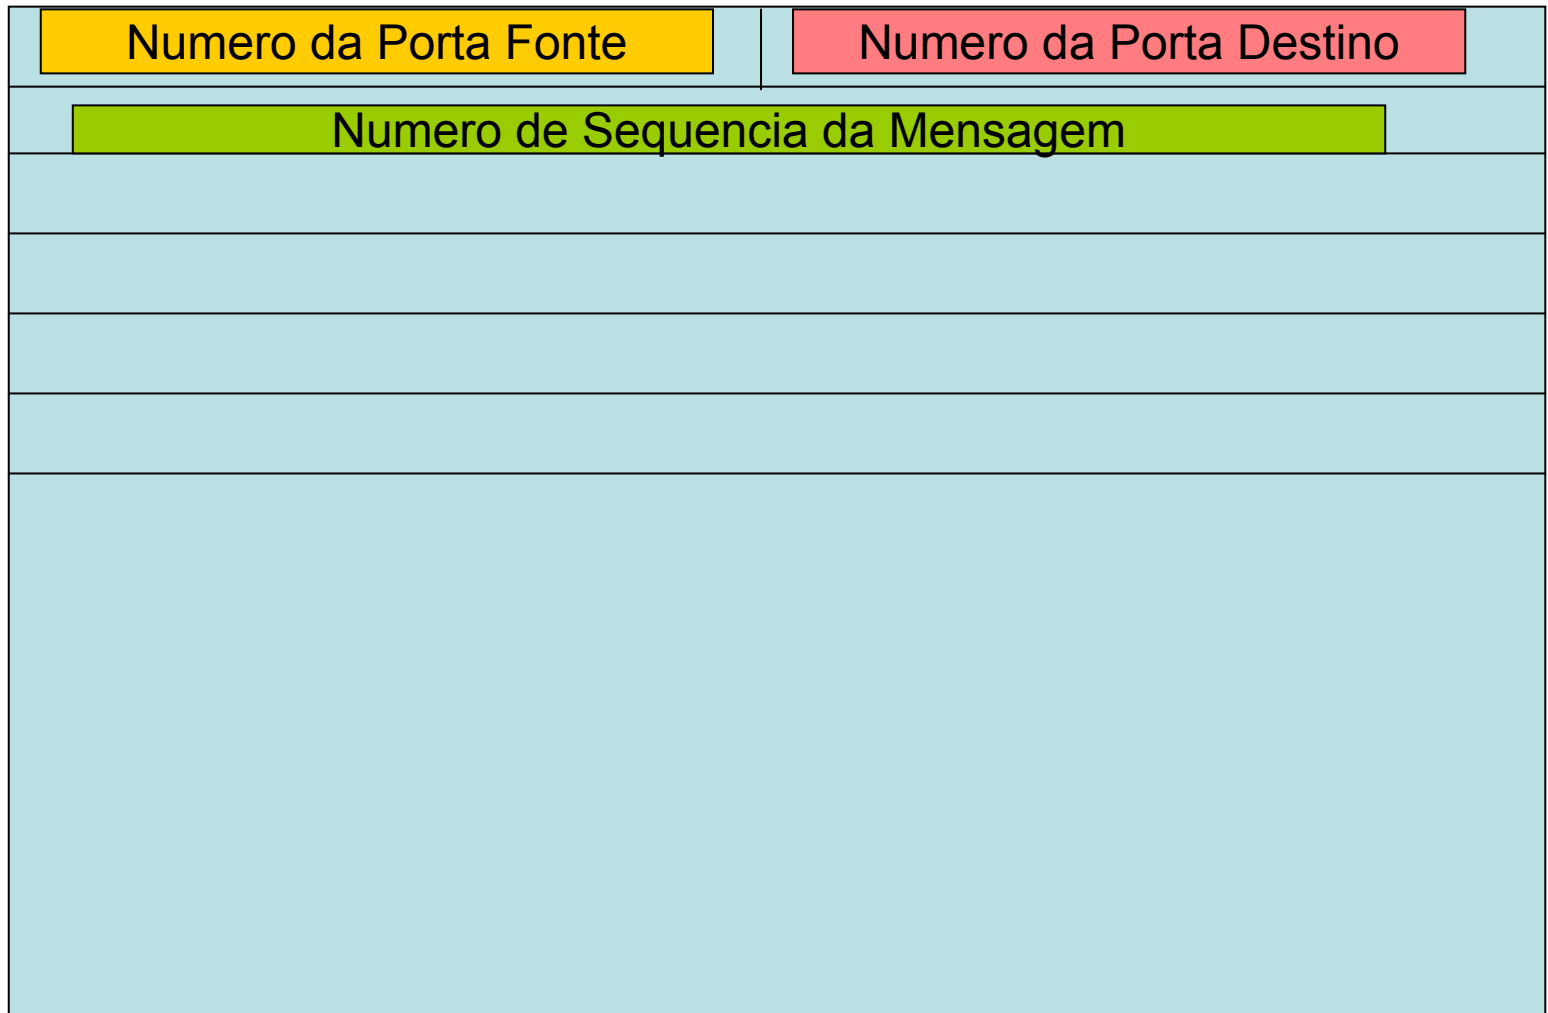 Numero da Porta Fonte
Numero da Porta Destino
Numero de Sequencia da Mensagem